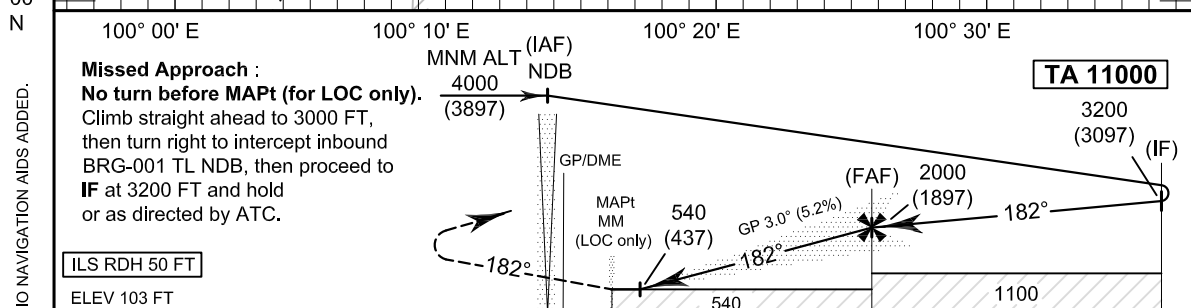 N
100° 00' E
100° 10' E
100° 20' E
100° 30' E
IO NAVIGATION AIDS ADDED.
Missed Approach :
No turn before MAPt (for LOC only).
Climb straight ahead to 3000 FT,
then turn right to intercept inbound
BRG-001 TL NDB, then proceed to
IF at 3200 FT and hold
or as directed by ATC.
MNM ALT
4000
(3897)
(IAF)
NDB
TA 11000
3200
(3097)
(IF)
GP/DME
(FAF)
2000
(1897)
MAPt
MM
(LOC only)
540
(437)
GP 3.0° (5.2%)
182°
182°
182°
ILS RDH 50 FT
ELEV 103 FT
540
1100